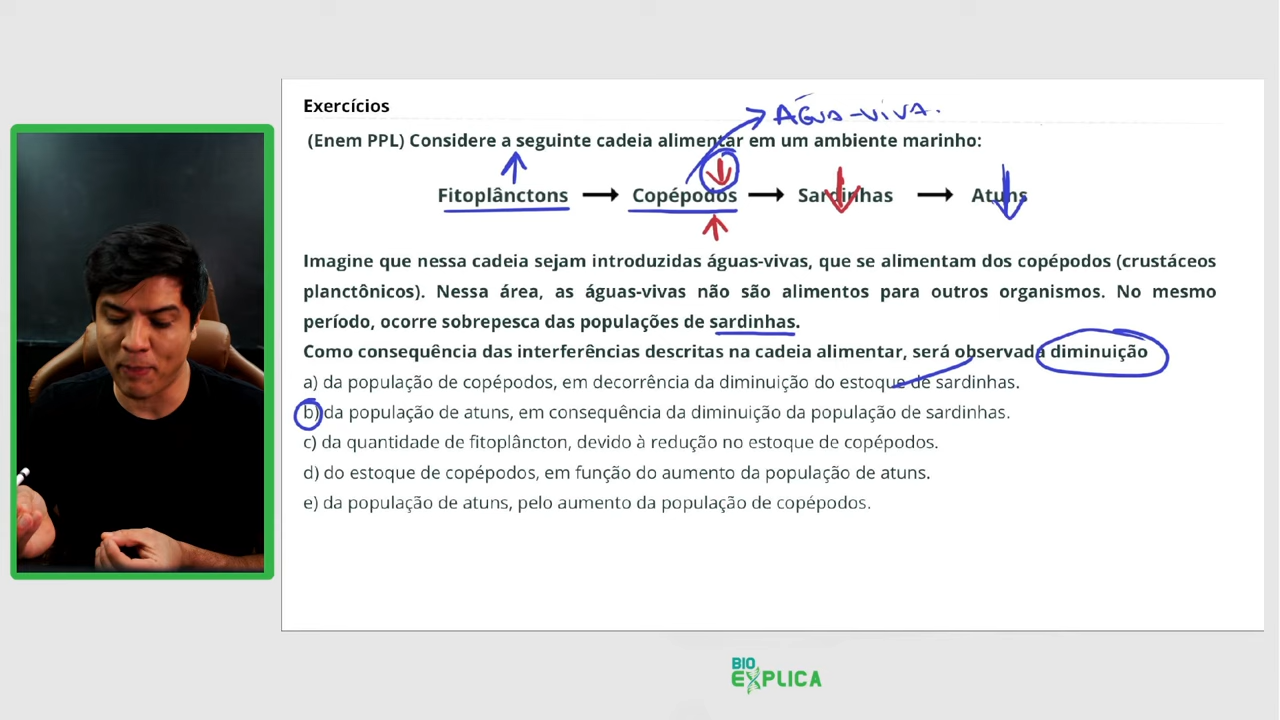 Exercícios
ÁGUA-VIVA.
(Enem PPL) Considere a seguinte cadeia alimentar em um ambiente marinho:
Fitoplânctons → Copépodos → Sardinhas → Atuns
Imagine que nessa cadeia sejam introduzidas águas-vivas, que se alimentam dos copépodos (crustáceos
planctônicos). Nessa área, as águas-vivas não são alimentos para outros organismos. No mesmo
período, ocorre sobrepesca das populações de sardinhas.
Como consequência das interferências descritas na cadeia alimentar, será observada diminuição
a) da população de copépodos, em decorrência da diminuição do estoque de sardinhas.
b) da população de atuns, em consequência da diminuição da população de sardinhas.
c) da quantidade de fitoplâncton, devido à redução no estoque de copépodos.
d) do estoque de copépodos, em função do aumento da população de atuns.
e) da população de atuns, pelo aumento da população de copépodos.
BIO
EXPLICA